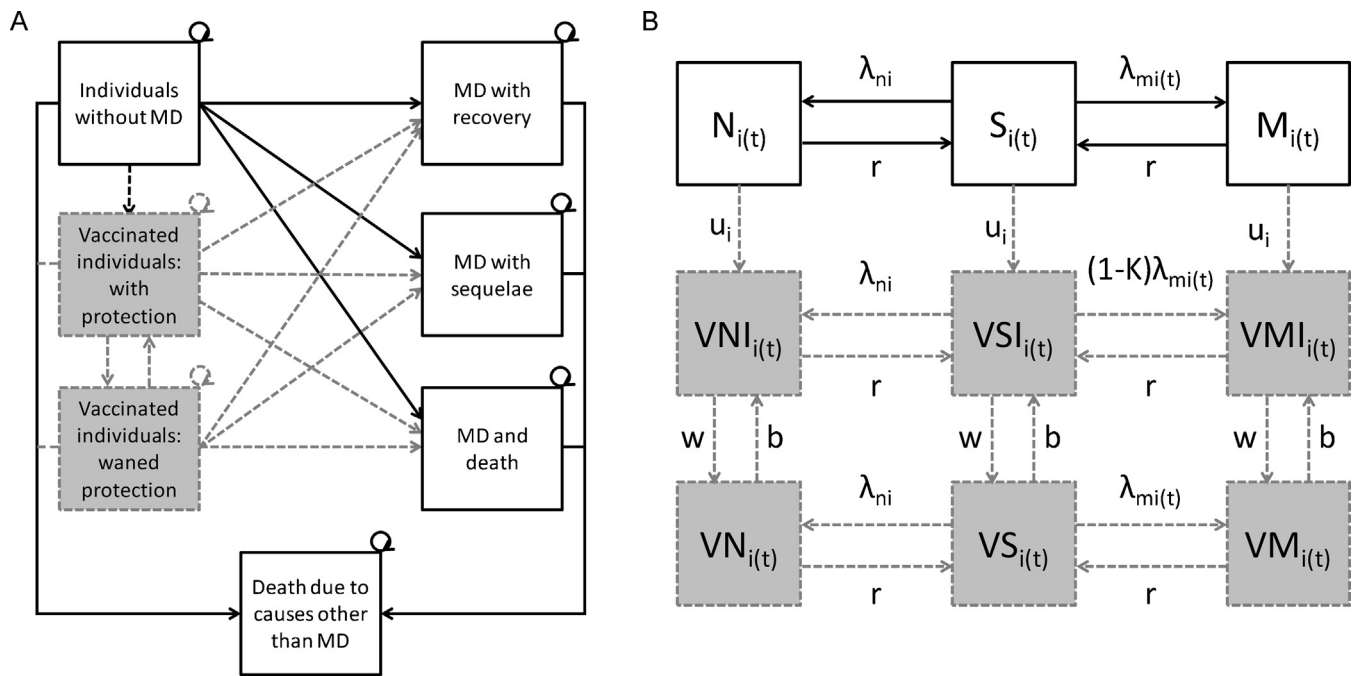 A
Individuals
without MD
MD with
recovery
Vaccinated
individuals:
with
protection
MD with
sequelae
Vaccinated
individuals:
waned
protection
MD and
death
Death due to
causes other
than MD
B
λni
λmi(t)
Ni(t)
Si(t)
Mi(t)
r
r
ui
ui
ui
λni
(1-K)λmi(t)
VNIi(t)
VSIi(t)
VMIi(t)
r
r
w
b
w
b
w
b
λni
λmi(t)
VNi(t)
VSi(t)
VMi(t)
r
r